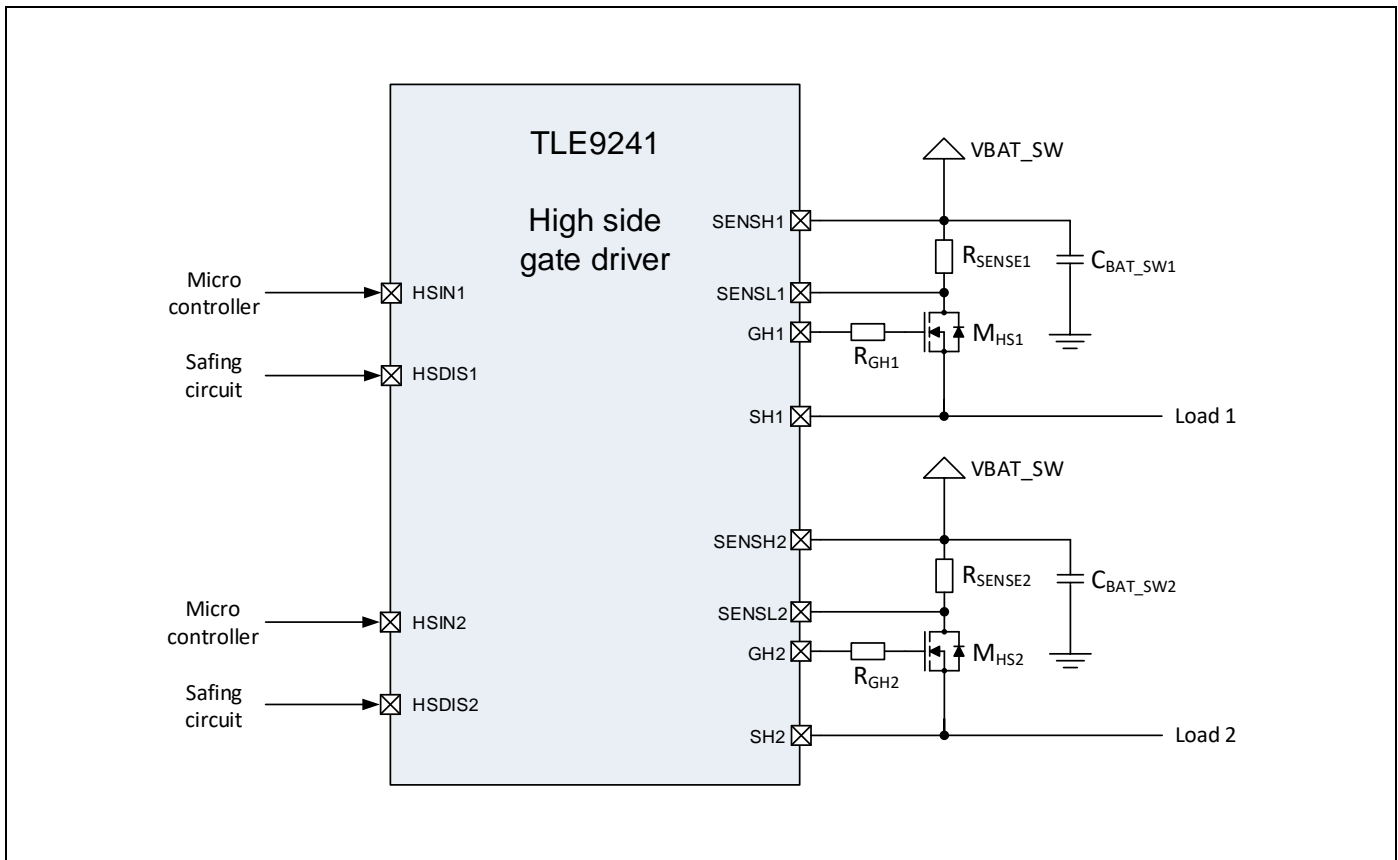 TLE9241
High side
gate driver
Micro
controller
HSIN1
Safing
circuit
HSDIS1
Micro
controller
HSIN2
Safing
circuit
HSDIS2
VBAT_SW
SENSH1
RSENSE1
CBAT_SW1
SENSL1
GH1
RGH1
MHS1
SH1
Load 1
VBAT_SW
SENSH2
RSENSE2
CBAT_SW2
SENSL2
GH2
RGH2
MHS2
SH2
Load 2